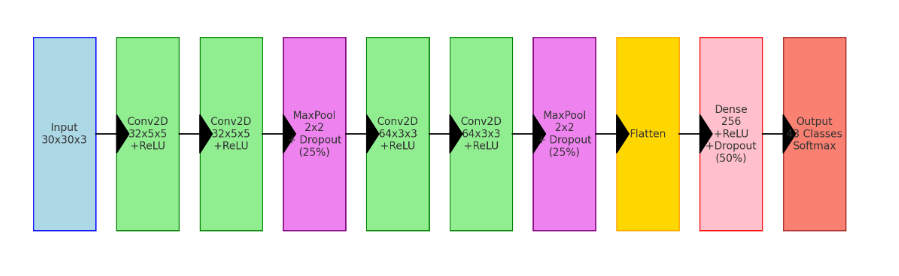 Input
30x30x3
Conv2D
32x5x5
+ReLU
Conv2D
32x5x5
+ReLU
MaxPool
2x2
+ Dropout
(25%)
Conv2D
64x3x3
+ReLU
Conv2D
64x3x3
+ReLU
MaxPool
2x2
+ Dropout
(25%)
Flatten
Dense
256
+ReLU
+Dropout
(50%)
Output
43 Classes
Softmax